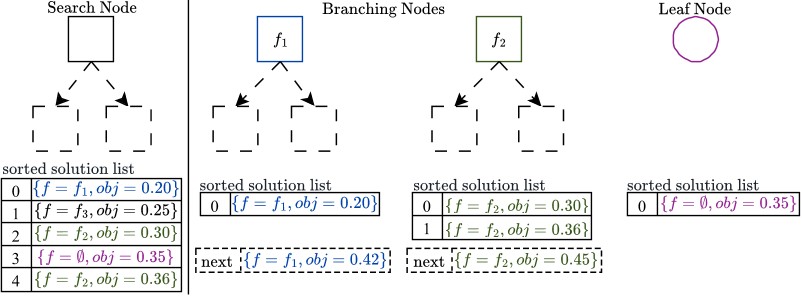 Search Node
Branching Nodes
Leaf Node
f₁
f₂
sorted solution list
0 {f = f₁, obj = 0.20}
1 {f = f₃, obj = 0.25}
2 {f = f₂, obj = 0.30}
3 {f = ∅, obj = 0.35}
4 {f = f₂, obj = 0.36}
sorted solution list
0 {f = f₁, obj = 0.20}
next {f = f₁, obj = 0.42}
sorted solution list
0 {f = f₂, obj = 0.30}
1 {f = f₂, obj = 0.36}
next {f = f₂, obj = 0.45}
sorted solution list
0 {f = ∅, obj = 0.35}